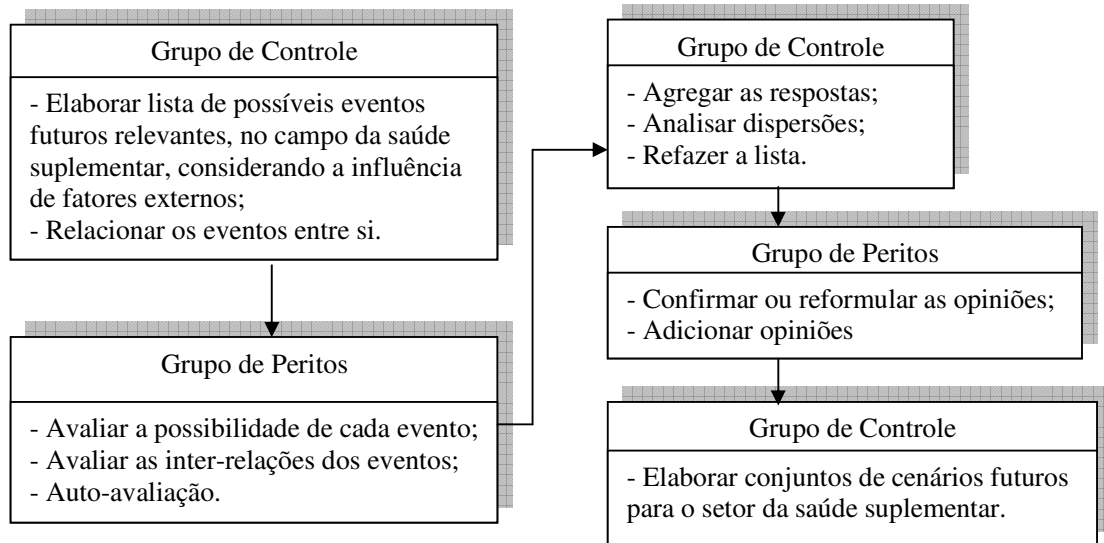 Grupo de Controle
- Elaborar lista de possíveis eventos
futuros relevantes, no campo da saúde
suplementar, considerando a influência
de fatores externos;
- Relacionar os eventos entre si.
Grupo de Peritos
- Avaliar a possibilidade de cada evento;
- Avaliar as inter-relações dos eventos;
- Auto-avaliação.
Grupo de Controle
- Agregar as respostas;
- Analisar dispersões;
- Refazer a lista.
Grupo de Peritos
- Confirmar ou reformular as opiniões;
- Adicionar opiniões
Grupo de Controle
- Elaborar conjuntos de cenários futuros
para o setor da saúde suplementar.